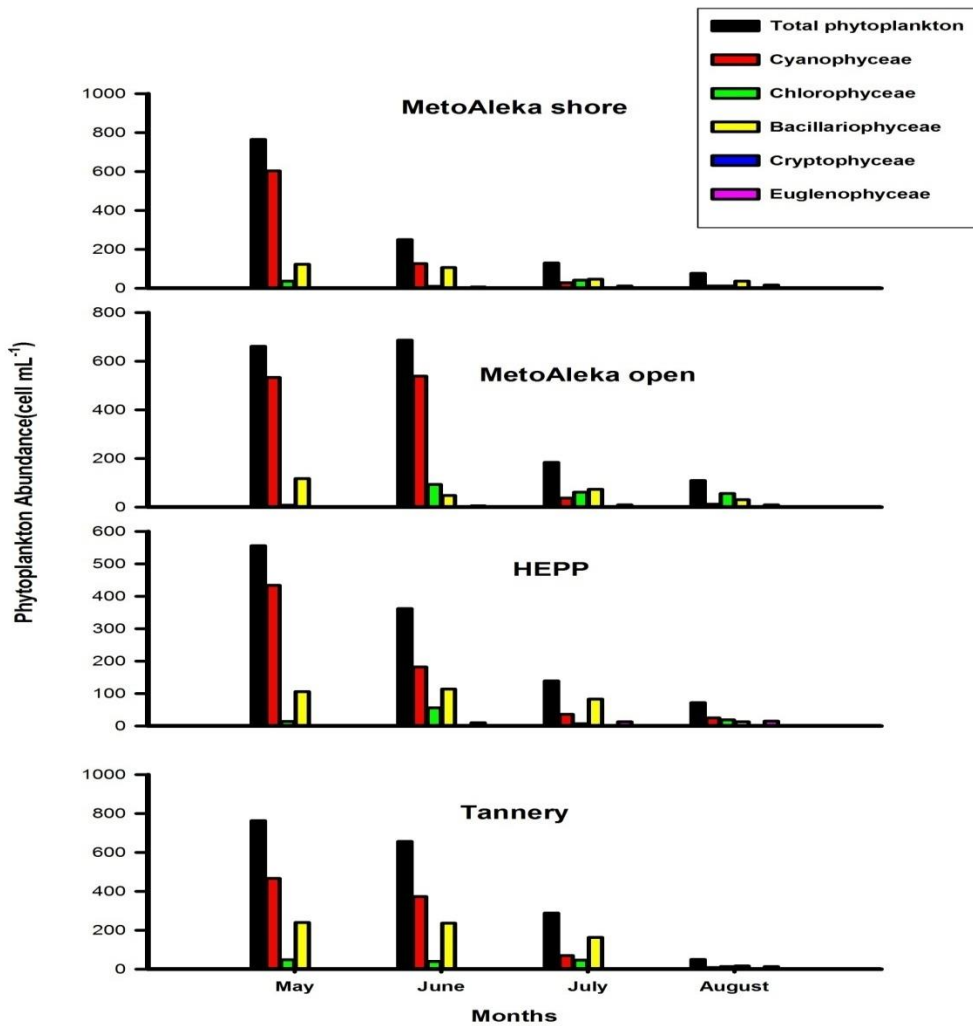 Total phytoplankton
Cyanophyceae
Chlorophyceae
Bacillariophyceae
Cryptophyceae
Euglenophyceae
Phytoplankton Abundance(cell mL-1)
MetoAleka shore
1000
800
600
400
200
0
MetoAleka open
800
600
400
200
0
HEPP
600
500
400
300
200
100
0
Tannery
1000
800
600
400
200
0
May June July August
Months